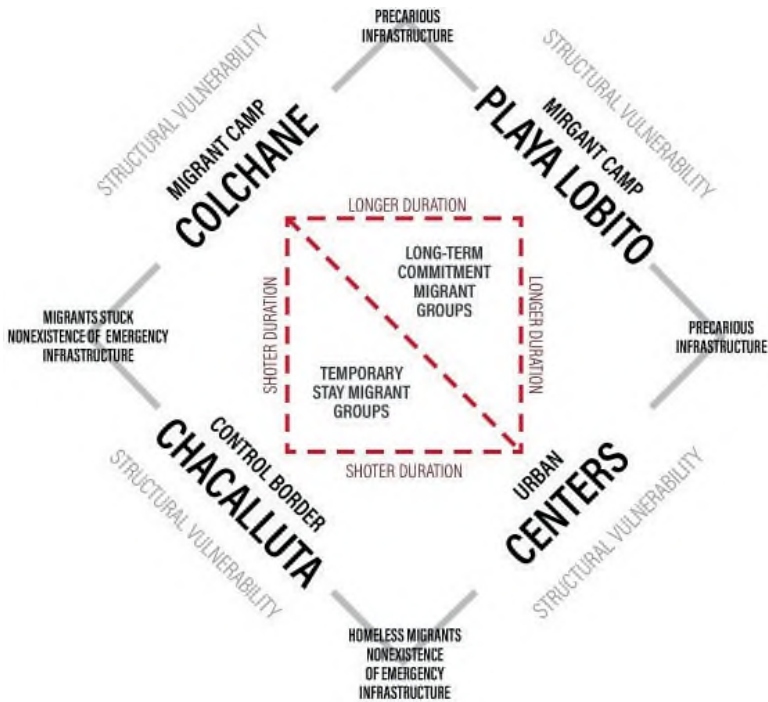 PRECARIOUS
INFRASTRUCTURE
STRUCTURAL VULNERABILITY
MIGRANT CAMP
COLCHANE
STRUCTURAL VULNERABILITY
MIRGANT CAMP
PLAYA LOBITO
LONGER DURATION
LONG-TERM
COMMITMENT
MIGRANT
GROUPS
LONGER DURATION
SHOTER DURATION
TEMPORARY
STAY MIGRANT
GROUPS
SHOTER DURATION
MIGRANTS STUCK
NONEXISTENCE OF EMERGENCY
INFRASTRUCTURE
PRECARIOUS
INFRASTRUCTURE
CONTROL BORDER
CHACALLUTA
STRUCTURAL VULNERABILITY
URBAN
CENTERS
STRUCTURAL VULNERABILITY
HOMELESS MIGRANTS
NONEXISTENCE
OF EMERGENCY
INFRASTRUCTURE